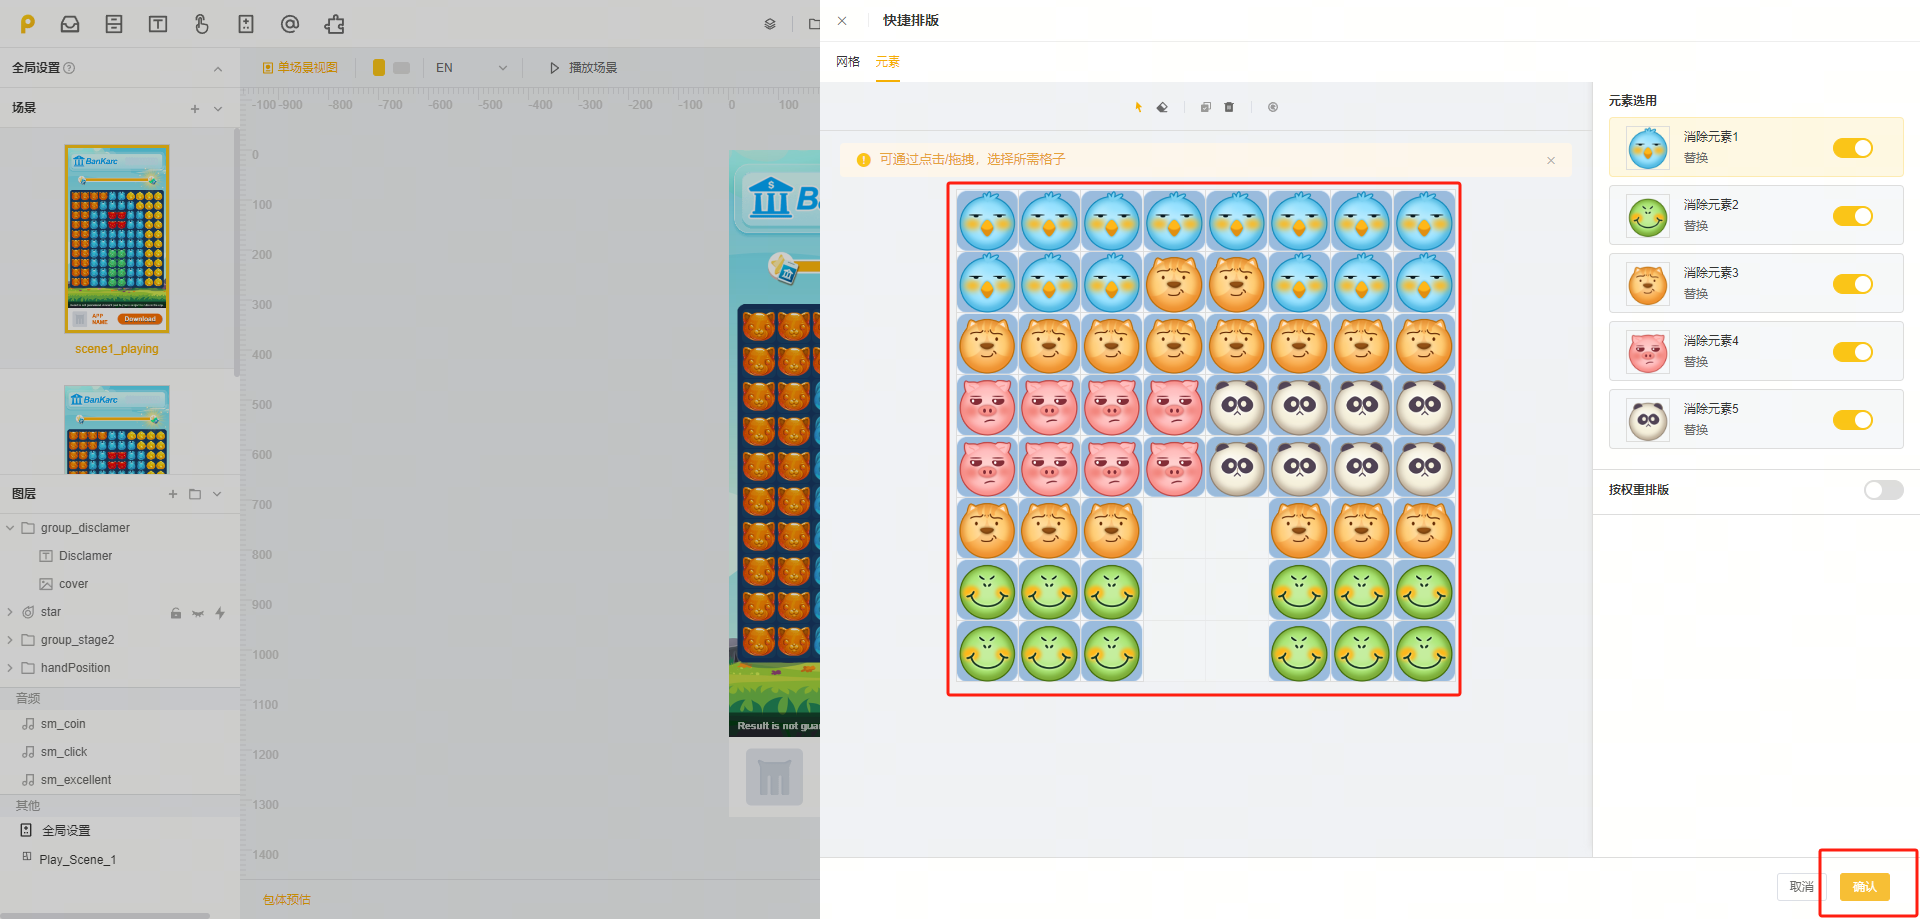 全局设置
单场景视图
EN
播放场景
快捷排版
网格
元素
场景
-100
-900
-800
-700
-600
-500
-400
-300
-200
-100
0
100
元素选用
可通过点击/拖拽，选择所需格子
消除元素1
替换
消除元素2
替换
消除元素3
替换
消除元素4
替换
消除元素5
替换
按权重排版
BanKarc
APP NAME
Download
scene1_playing
BanKarc
0
100
200
300
400
500
600
700
800
900
1000
1100
1200
1300
1400
B
Result is not gua
图层
group_disclamer
Disclamer
cover
star
group_stage2
handPosition
音频
sm_coin
sm_click
sm_excellent
其他
全局设置
Play_Scene_1
包体预估
取消
确认